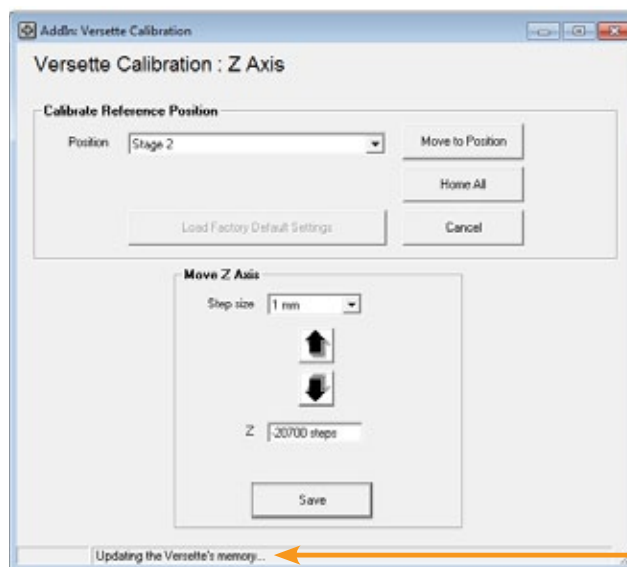 AddIn: Versette Calibration
Versette Calibration : Z Axis
Calibrate Reference Position
Position Stage 2 Move to Position
Home All
Load Factory Default Settings Cancel
Move Z Axis
Step size 1 mm
Z -20700 steps
Save
Updating the Versette's memory...